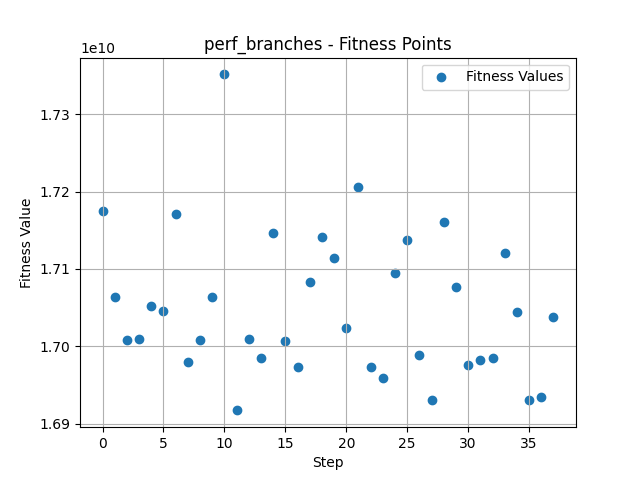 perf_branches - Fitness Points
1e10
Fitness Values
1.73
1.72
1.71
1.70
1.69
Fitness Value
0 5 10 15 20 25 30 35
Step